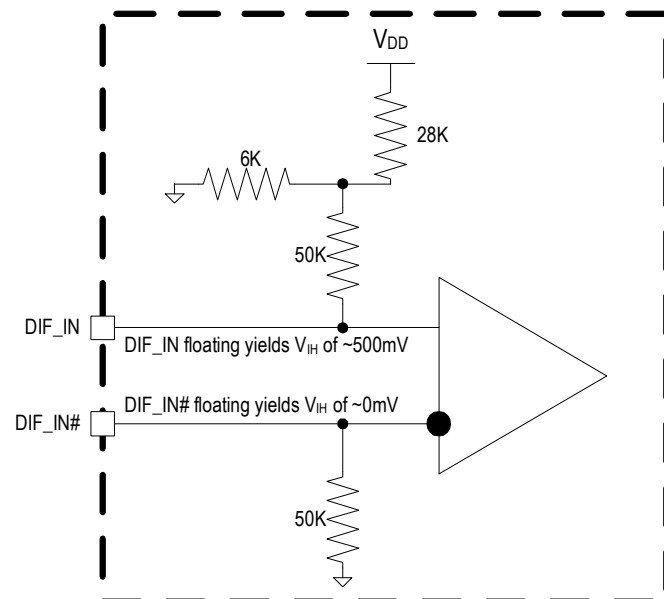 VDD
28K
6K
50K
DIF_IN
DIF_IN floating yields VIH of ~500mV
DIF_IN# floating yields VIH of ~0mV
DIF_IN#
50K